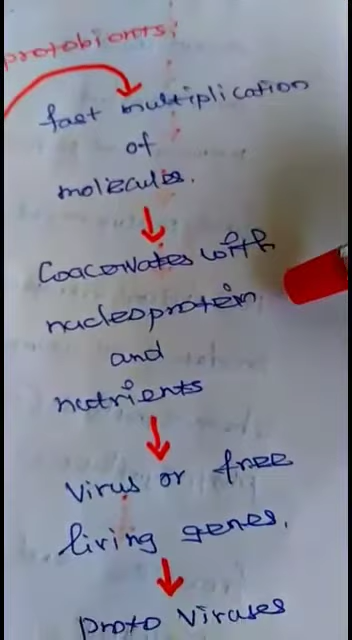 protobionts;
fast multiplication
of
molecules.
Coacervates with
nucleoprotein
and
nutrients
Virus or free
living genes.
proto viruses